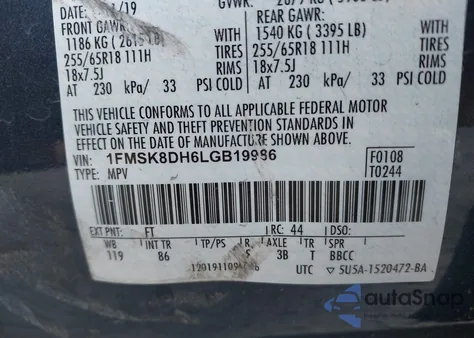 /19
GVWR:
FRONT GAWR:
REAR GAWR:
1186 KG ( 2615 LB) WITH 1540 KG ( 3395 LB) WITH
255/65R18 111H TIRES 255/65R18 111H TIRES
18x7.5J RIMS 18x7.5J RIMS
AT 230 kPa/ 33 PSI COLD AT 230 kPa/ 33 PSI COLD
THIS VEHICLE CONFORMS TO ALL APPLICABLE FEDERAL MOTOR
VEHICLE SAFETY AND THEFT PREVENTION STANDARDS IN
EFFECT ON THE DATE OF MANUFACTURE SHOWN ABOVE.
VIN: 1FMSK8DH6LGB19986 F0108
TYPE: MPV T0244
EXT PNT: FT RC: 44 DSO:
WB INT TR TP/PS R AXLE TR SPR
119 86 3B T BBCC
UTC 5U5A-1520472-BA
autoSnap